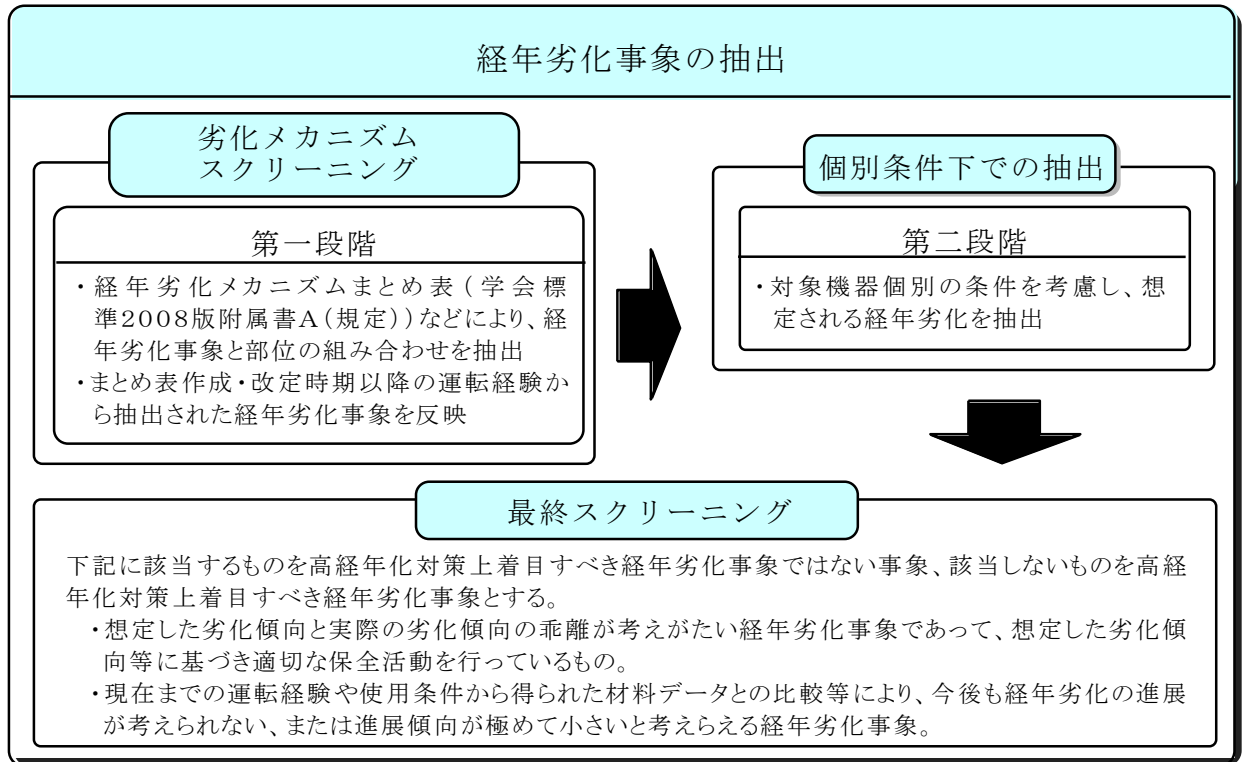 経年劣化事象の抽出
劣化メカニズム
スクリーニング
第一段階
・経年劣化メカニズムまとめ表(学会標
準2008版附属書A(規定))などにより、経
年劣化事象と部位の組み合わせを抽出
・まとめ表作成・改定時期以降の運転経験か
ら抽出された経年劣化事象を反映
個別条件下での抽出
第二段階
・対象機器個別の条件を考慮し、想
定される経年劣化を抽出
最終スクリーニング
下記に該当するものを高経年化対策上着目すべき経年劣化事象ではない事象、該当しないものを高経
年化対策上着目すべき経年劣化事象とする。
・想定した劣化傾向と実際の劣化傾向の乖離が考えがたい経年劣化事象であって、想定した劣化傾
向等に基づき適切な保全活動を行っているもの。
・現在までの運転経験や使用条件から得られた材料データとの比較等により、今後も経年劣化の進展
が考えられない、または進展傾向が極めて小さいと考えらえる経年劣化事象。